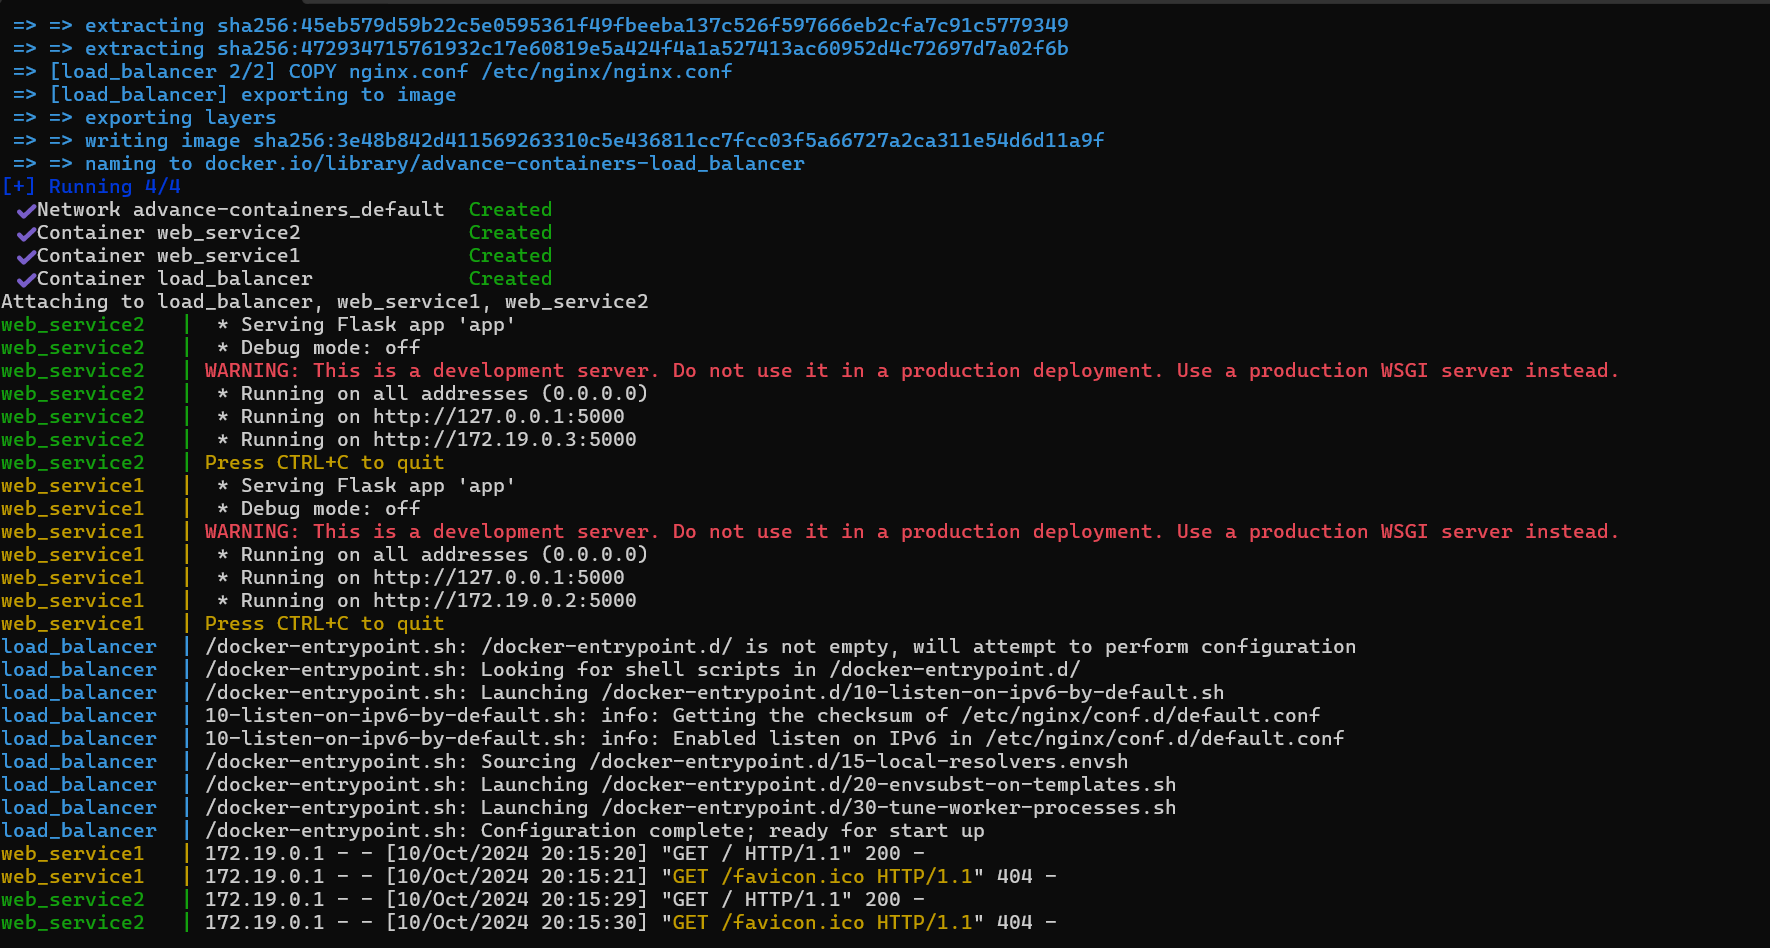 => => extracting sha256:45eb579d59b22c5e0595361f49fbeeba137c526f597666eb2cfa7c91c5779349
=> => extracting sha256:472934715761932c17e60819e5a424f4a1a527413ac60952d4c72697d7a02f6b
=> [load_balancer 2/2] COPY nginx.conf /etc/nginx/nginx.conf
=> [load_balancer] exporting to image
=> => exporting layers
=> => writing image sha256:3e48b842d411569263310c5e436811cc7fcc03f5a66727a2ca311e54d6d11a9f
=> => naming to docker.io/library/advance-containers-load_balancer
[+] Running 4/4
✔Network advance-containers_default  Created
✔Container web_service2              Created
✔Container web_service1              Created
✔Container load_balancer             Created
Attaching to load_balancer, web_service1, web_service2
web_service2   |  * Serving Flask app 'app'
web_service2   |  * Debug mode: off
web_service2   | WARNING: This is a development server. Do not use it in a production deployment. Use a production WSGI server instead.
web_service2   |  * Running on all addresses (0.0.0.0)
web_service2   |  * Running on http://127.0.0.1:5000
web_service2   |  * Running on http://172.19.0.3:5000
web_service2   | Press CTRL+C to quit
web_service1   |  * Serving Flask app 'app'
web_service1   |  * Debug mode: off
web_service1   | WARNING: This is a development server. Do not use it in a production deployment. Use a production WSGI server instead.
web_service1   |  * Running on all addresses (0.0.0.0)
web_service1   |  * Running on http://127.0.0.1:5000
web_service1   |  * Running on http://172.19.0.2:5000
web_service1   | Press CTRL+C to quit
load_balancer  | /docker-entrypoint.sh: /docker-entrypoint.d/ is not empty, will attempt to perform configuration
load_balancer  | /docker-entrypoint.sh: Looking for shell scripts in /docker-entrypoint.d/
load_balancer  | /docker-entrypoint.sh: Launching /docker-entrypoint.d/10-listen-on-ipv6-by-default.sh
load_balancer  | 10-listen-on-ipv6-by-default.sh: info: Getting the checksum of /etc/nginx/conf.d/default.conf
load_balancer  | 10-listen-on-ipv6-by-default.sh: info: Enabled listen on IPv6 in /etc/nginx/conf.d/default.conf
load_balancer  | /docker-entrypoint.sh: Sourcing /docker-entrypoint.d/15-local-resolvers.envsh
load_balancer  | /docker-entrypoint.sh: Launching /docker-entrypoint.d/20-envsubst-on-templates.sh
load_balancer  | /docker-entrypoint.sh: Launching /docker-entrypoint.d/30-tune-worker-processes.sh
load_balancer  | /docker-entrypoint.sh: Configuration complete; ready for start up
web_service1   | 172.19.0.1 - - [10/Oct/2024 20:15:20] "GET / HTTP/1.1" 200 -
web_service1   | 172.19.0.1 - - [10/Oct/2024 20:15:21] "GET /favicon.ico HTTP/1.1" 404 -
web_service2   | 172.19.0.1 - - [10/Oct/2024 20:15:29] "GET / HTTP/1.1" 200 -
web_service2   | 172.19.0.1 - - [10/Oct/2024 20:15:30] "GET /favicon.ico HTTP/1.1" 404 -